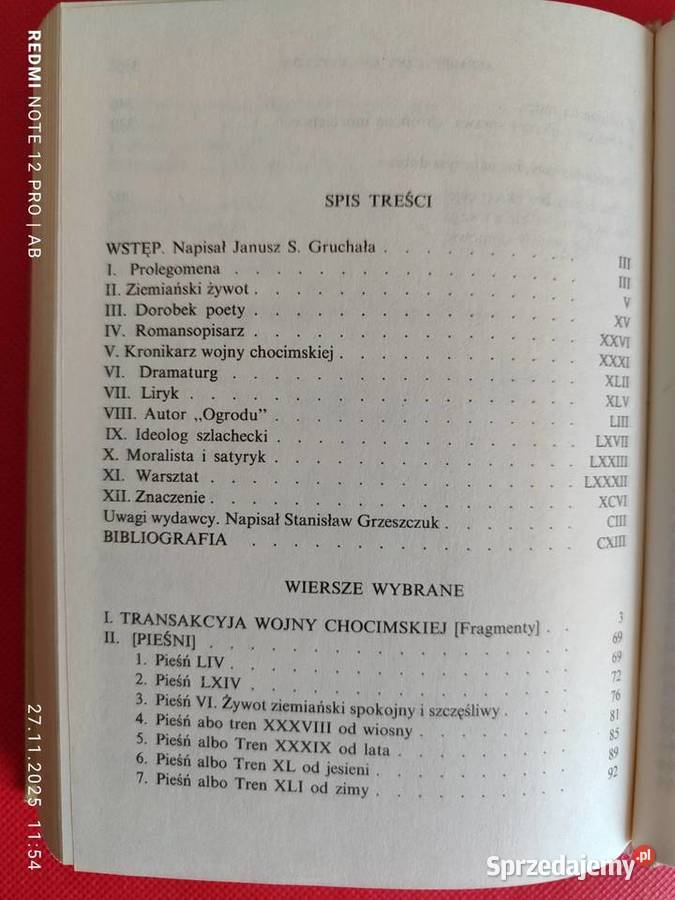 SPIS TREŚCI
WSTĘP. Napisał Janusz S. Gruchała . . . . . . . . . . III
I. Prolegomena . . . . . . . . . . III
II. Ziemiański żywot . . . . . . . . . . V
III. Dorobek poety . . . . . . . . . . XV
IV. Romansopisarz . . . . . . . . . . XXVI
V. Kronikarz wojny chocimskiej . . . . . . . . . . XXXI
VI. Dramaturg . . . . . . . . . . XLII
VII. Liryk . . . . . . . . . . XLV
VIII. Autor „Ogrodu” . . . . . . . . . . LIII
IX. Ideolog szlachecki . . . . . . . . . . LXVII
X. Moralista i satyryk . . . . . . . . . . LXXIII
XI. Warsztat . . . . . . . . . . LXXXII
XII. Znaczenie . . . . . . . . . . XCVI
Uwagi wydawcy. Napisał Stanisław Grzeszczuk . . . . . . CIII
BIBLIOGRAFIA . . . . . . . . . . CXIII
WIERSZE WYBRANE
I. TRANSAKCYJA WOJNY CHOCIMSKIEJ [Fragmenty] . . 3
II. [PIEŚNI] . . . . . . . . . . 69
1. Pieśń LIV . . . . . . . . . . 69
2. Pieśń LXIV . . . . . . . . . . 72
3. Pieśń VI. Żywot ziemiański spokojny i szczęśliwy . . . . 76
4. Pieśń abo tren XXXVIII od wiosny . . . . . . 81
5. Pieśń albo Tren XXXIX od lata . . . . . . 85
6. Pieśń albo Tren XL od jesieni . . . . . . 89
7. Pieśń albo Tren XLI od zimy . . . . . . 92
REDMI NOTE 12 PRO | AB
27.11.2025 11:54
Sprzedajemy.pl